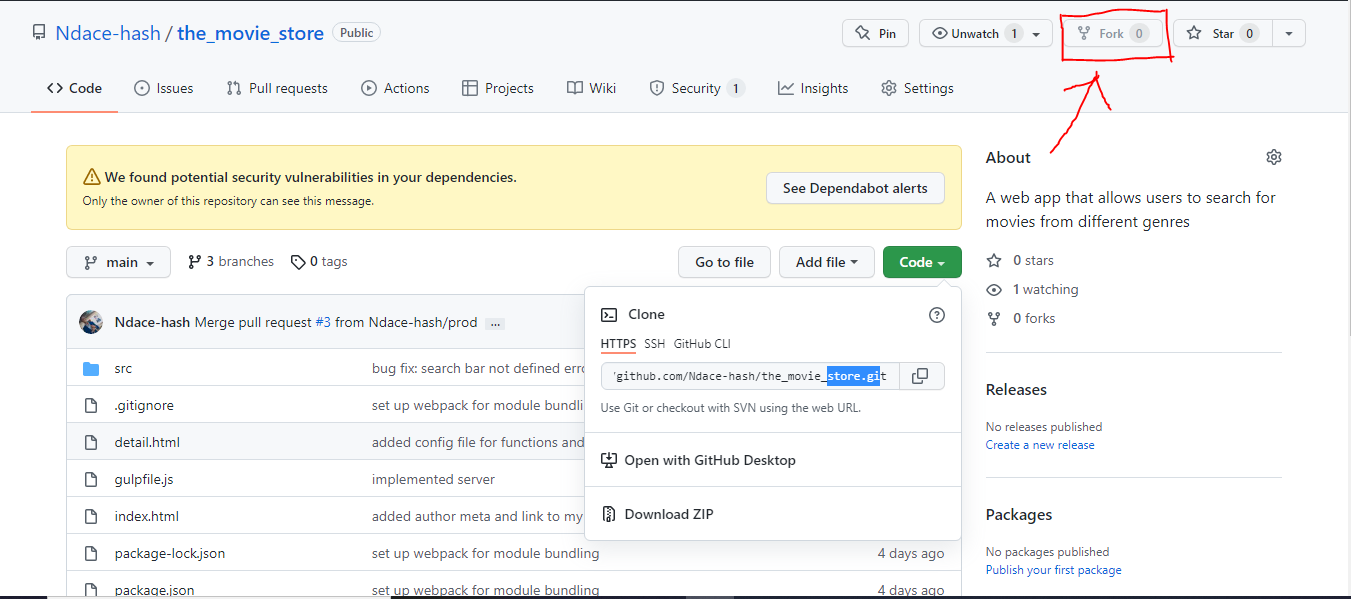 Ndace-hash / the_movie_store Public
Pin
Unwatch 1
Fork 0
Star 0
Code
Issues
Pull requests
Actions
Projects
Wiki
Security 1
Insights
Settings
We found potential security vulnerabilities in your dependencies.
Only the owner of this repository can see this message.
See Dependabot alerts
main
3 branches
0 tags
Go to file
Add file
Code
Ndace-hash Merge pull request #3 from Ndace-hash/prod ...
src bug fix: search bar not defined erro
.gitignore set up webpack for module bundli
detail.html added config file for functions and
gulpfile.js implemented server
index.html added author meta and link to my
package-lock.json set up webpack for module bundling 4 days ago
package.json set up webpack for module bundling 4 days ago
Clone
HTTPS SSH GitHub CLI
github.com/Ndace-hash/the_movie_store.git
Use Git or checkout with SVN using the web URL.
Open with GitHub Desktop
Download ZIP
About
A web app that allows users to search for
movies from different genres
0 stars
1 watching
0 forks
Releases
No releases published
Create a new release
Packages
No packages published
Publish your first package